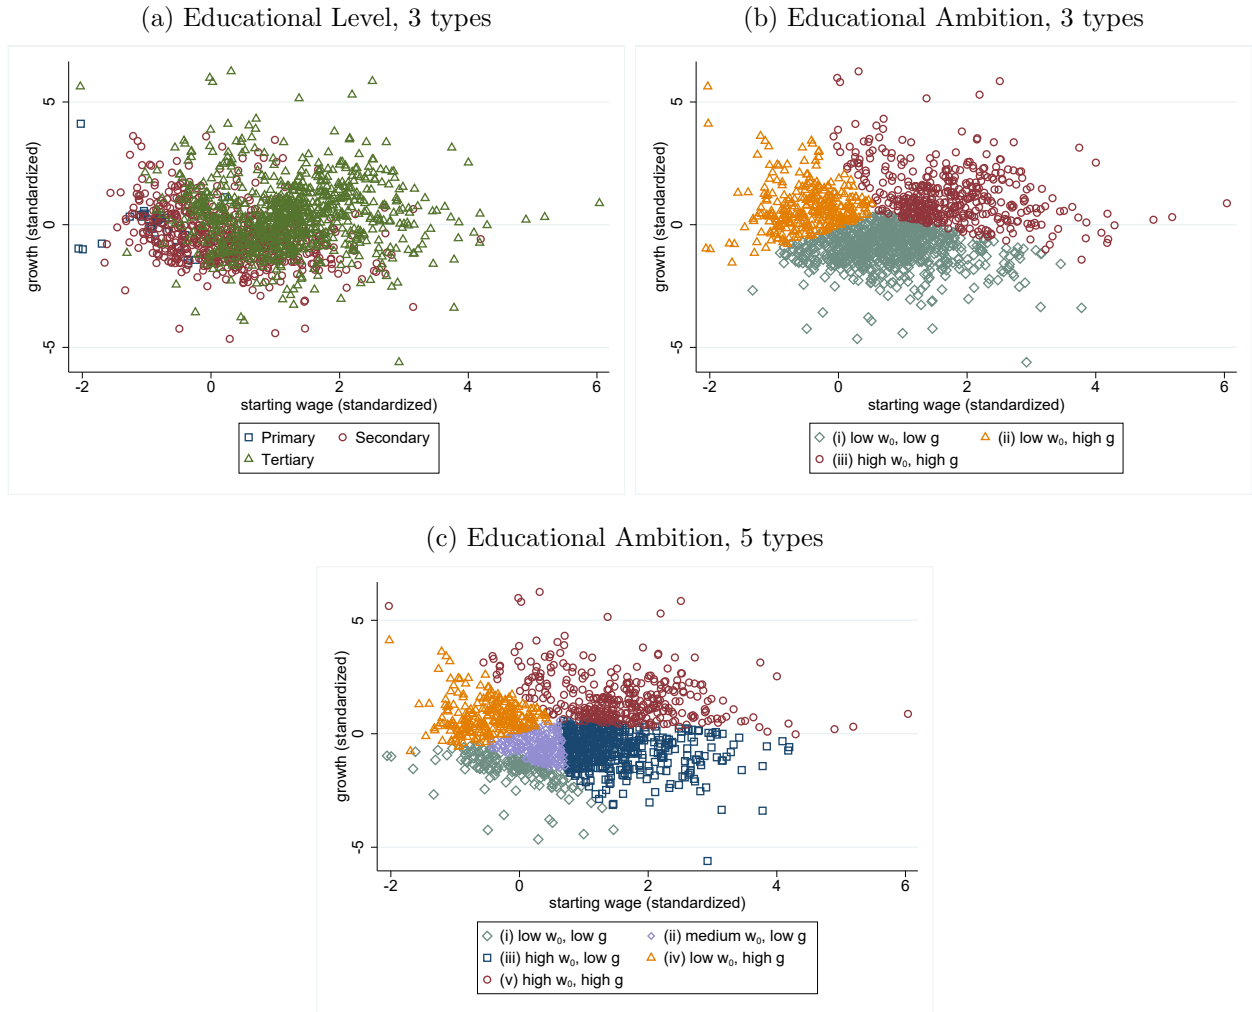 (a) Educational Level, 3 types
growth (standardized)
5
0
-5
-2 0 2 4 6
starting wage (standardized)
Primary Secondary
Tertiary
(b) Educational Ambition, 3 types
growth (standardized)
5
0
-5
-2 0 2 4 6
starting wage (standardized)
(i) low w₀, low g (ii) low w₀, high g
(iii) high w₀, high g
(c) Educational Ambition, 5 types
growth (standardized)
5
0
-5
-2 0 2 4 6
starting wage (standardized)
(i) low w₀, low g (ii) medium w₀, low g
(iii) high w₀, low g (iv) low w₀, high g
(v) high w₀, high g